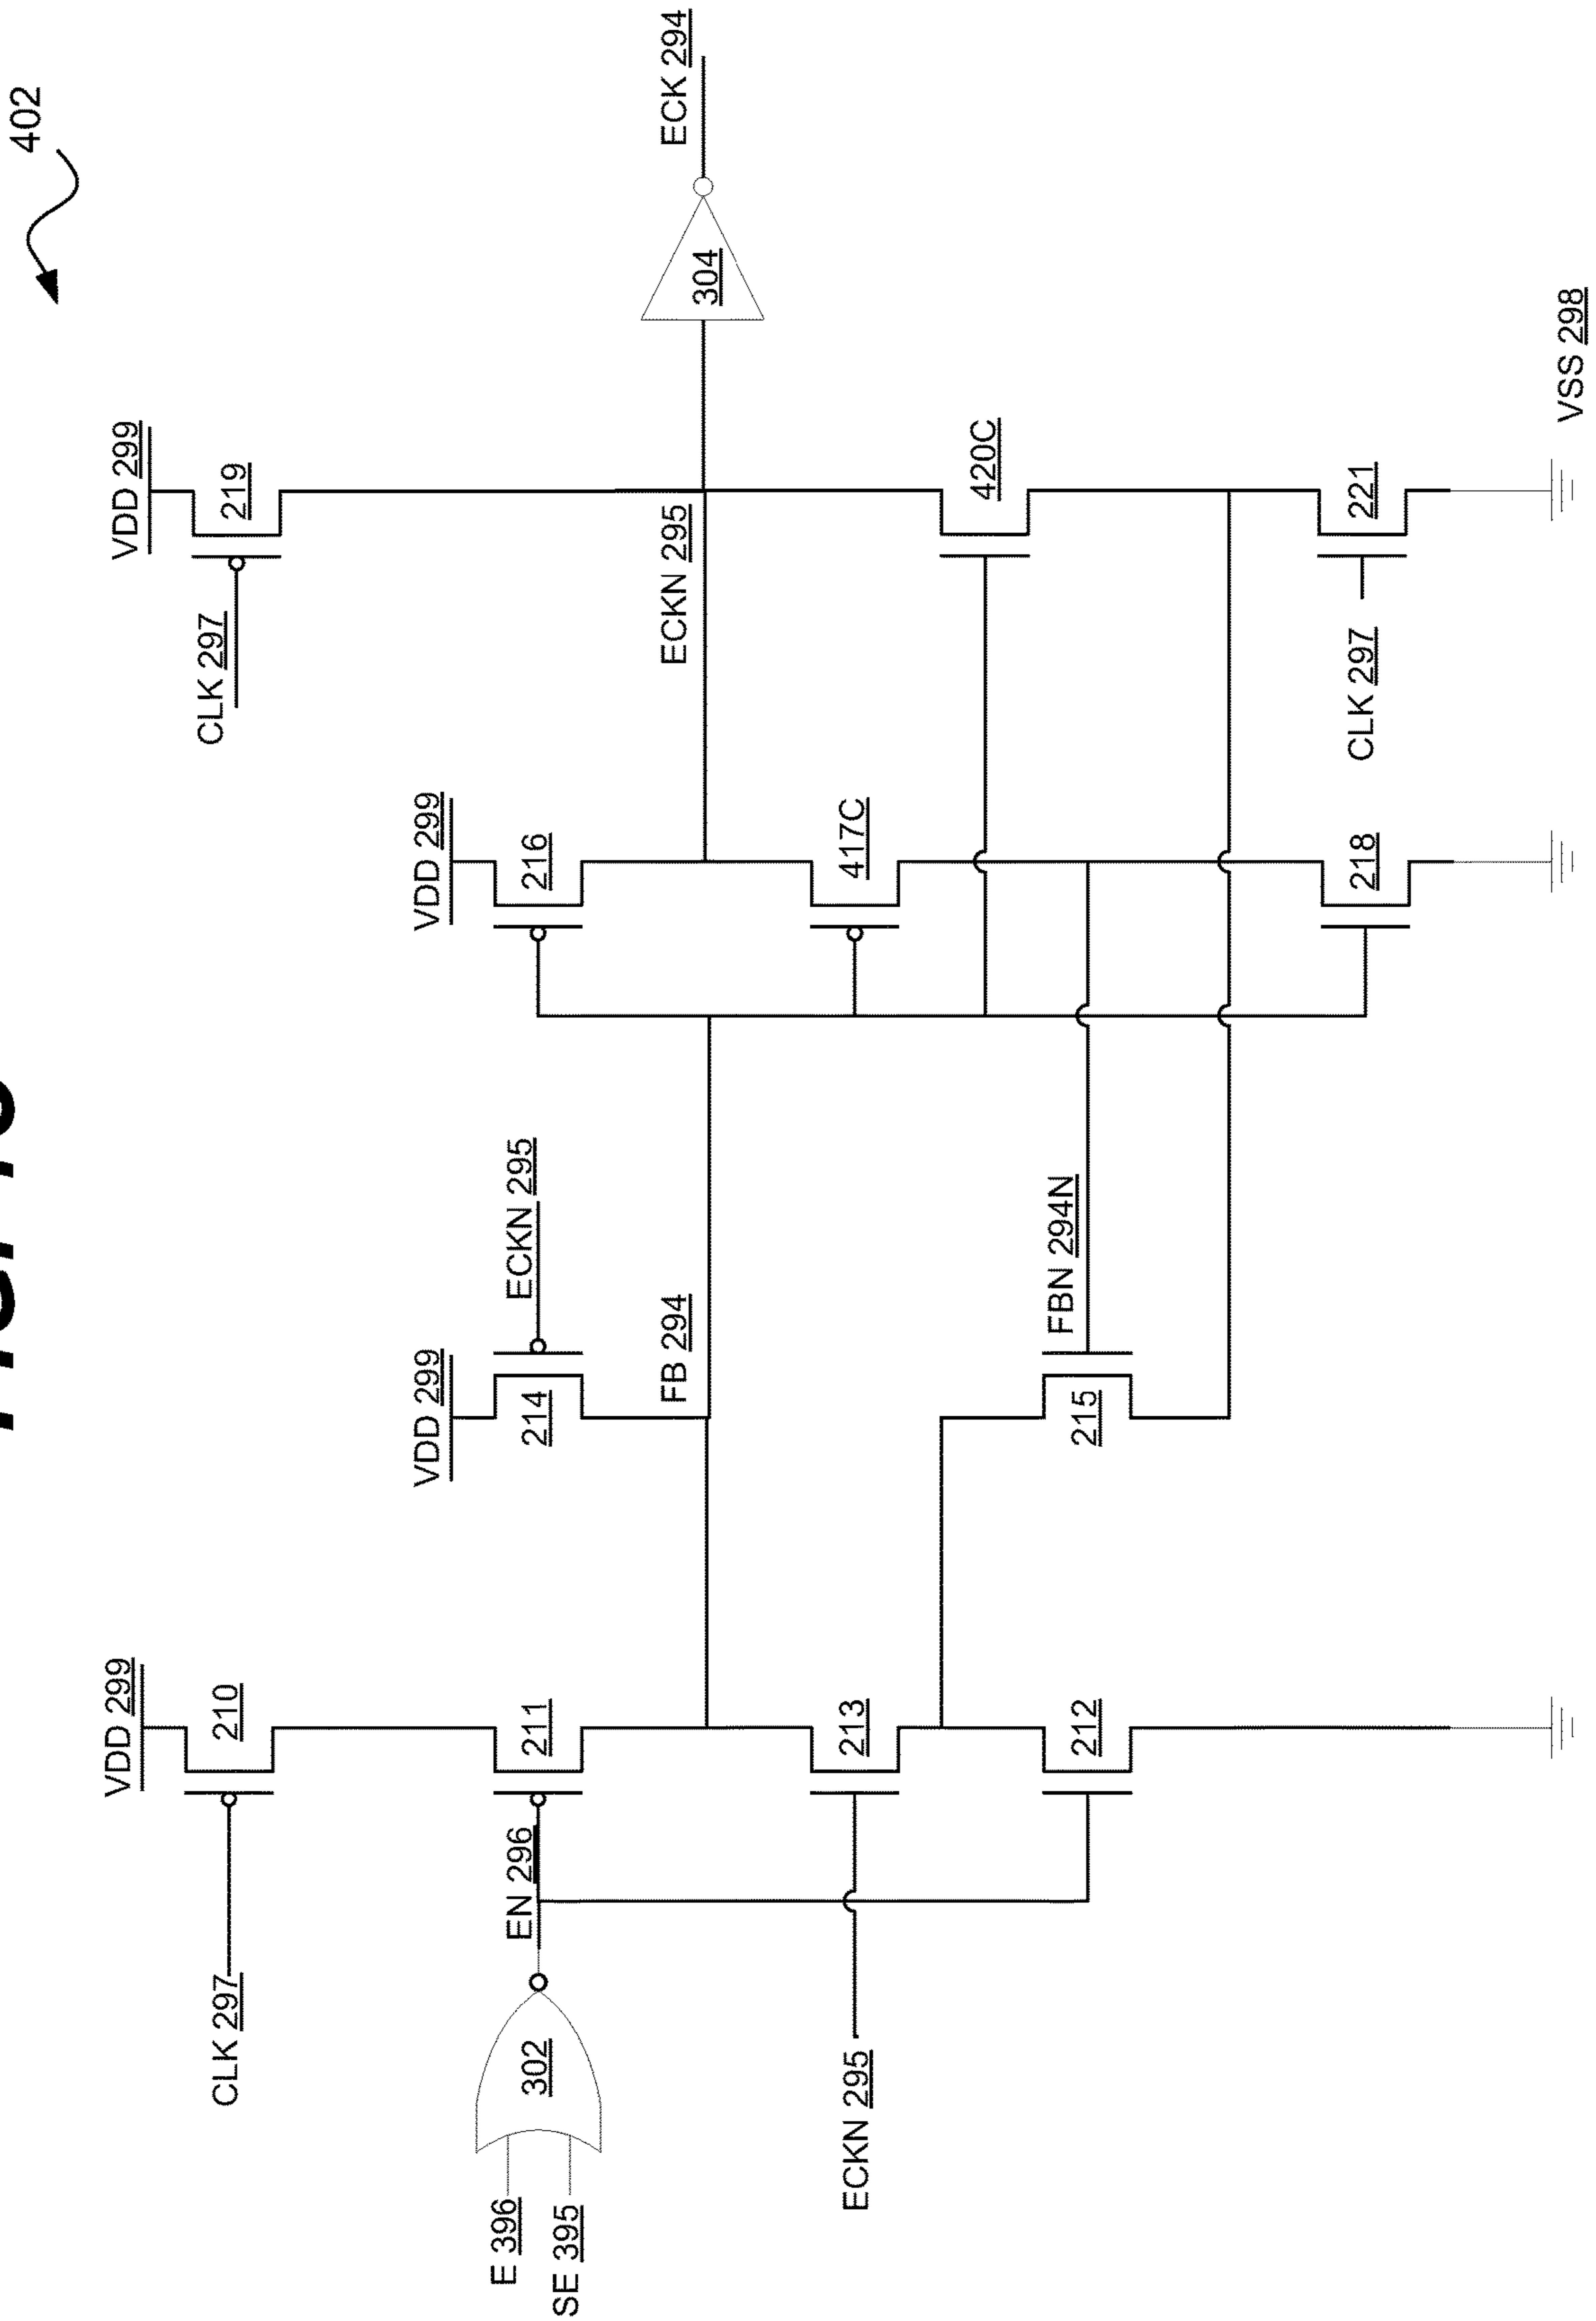 402
VDD 299
CLK 297
210
E 396
SE 395
302
EN 296
211
ECKN 295
213
212
VDD 299
214
ECKN 295
FB 294
FBN 294N
215
VDD 299
216
417C
218
VDD 299
CLK 297
219
ECKN 295
420C
CLK 297
221
304
ECK 294
VSS 298